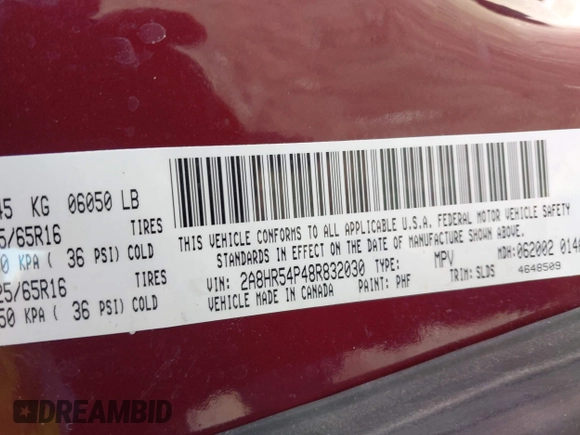 45 KG 06050 LB
5/65R16 TIRES
0 KPA ( 36 PSI) COLD
25/65R16 TIRES
50 KPA ( 36 PSI) COLD
THIS VEHICLE CONFORMS TO ALL APPLICABLE U.S.A. FEDERAL MOTOR VEHICLE SAFETY
STANDARDS IN EFFECT ON THE DATE OF MANUFACTURE SHOWN ABOVE.
VIN: 2A8HR54P48R832030 TYPE: MPV MDH: 062002 014
VEHICLE MADE IN CANADA PAINT: PHF TRIM: SLDS
4648509
DREAMBID